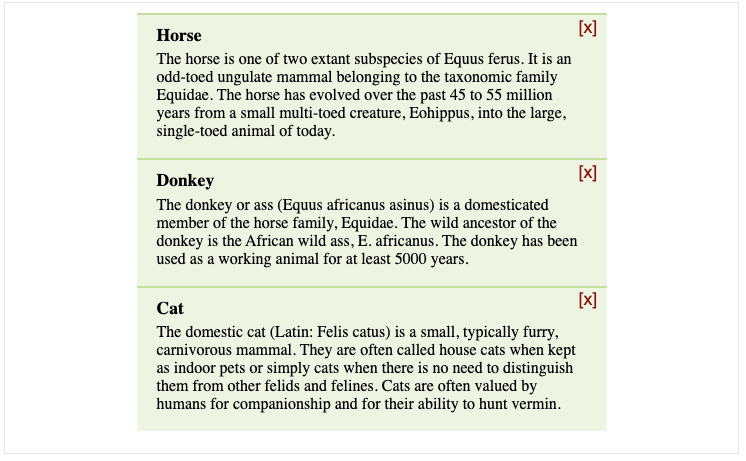 [x]
Horse
The horse is one of two extant subspecies of Equus ferus. It is an
odd-toed ungulate mammal belonging to the taxonomic family
Equidae. The horse has evolved over the past 45 to 55 million
years from a small multi-toed creature, Eohippus, into the large,
single-toed animal of today.
[x]
Donkey
The donkey or ass (Equus africanus asinus) is a domesticated
member of the horse family, Equidae. The wild ancestor of the
donkey is the African wild ass, E. africanus. The donkey has been
used as a working animal for at least 5000 years.
[x]
Cat
The domestic cat (Latin: Felis catus) is a small, typically furry,
carnivorous mammal. They are often called house cats when kept
as indoor pets or simply cats when there is no need to distinguish
them from other felids and felines. Cats are often valued by
humans for companionship and for their ability to hunt vermin.